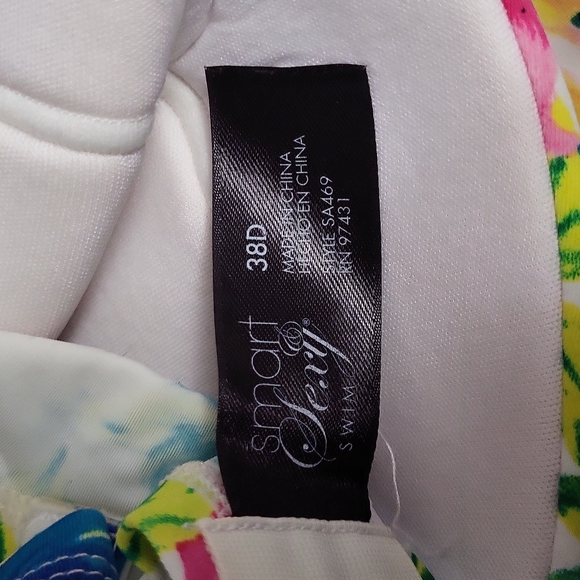 smart
&
Sexy
SWIM
38D
MADE IN CHINA
HECHO EN CHINA
STYLE SA469
RN 97431